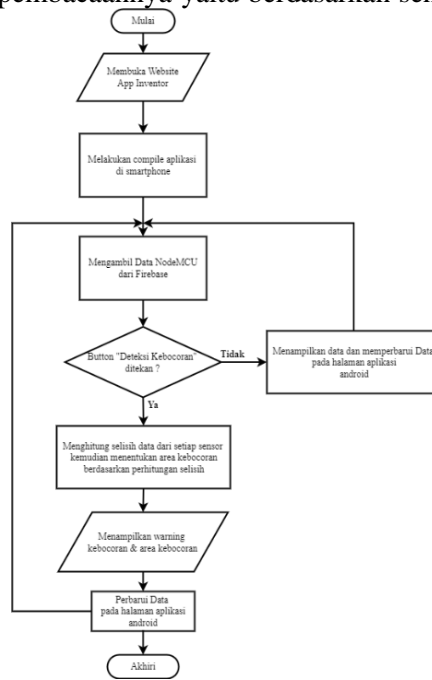 pembacaannya yaitu berdasarkan sen
Mulai
Membuka Website
App Inventor
Melakukan compile aplikasi
di smartphone
Mengambil Data NodeMCU
dari Firebase
Button "Deteksi Kebocoran"
ditekan ?
Tidak
Menampilkan data dan memperbarui Data
pada halaman aplikasi
android
Ya
Menghitung selisih data dari setiap sensor
kemudian menentukan area kebocoran
berdasarkan perhitungan selisih
Menampilkan warning
kebocoran & area kebocoran
Perbarui Data
pada halaman aplikasi
android
Akhiri